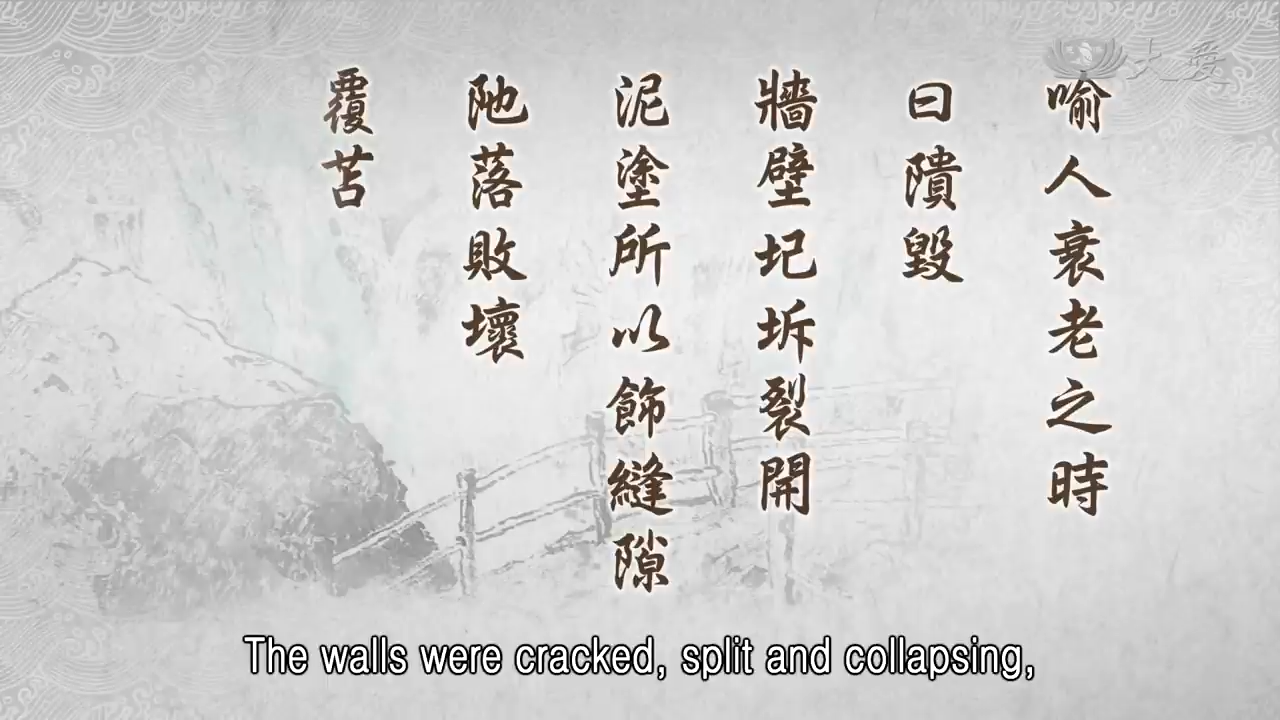 大愛
喻人衰老之時
曰隤毀
牆壁圮坼裂開
泥塗所以飾縫隙
阤落敗壞
覆苫
The walls were cracked, split and collapsing,